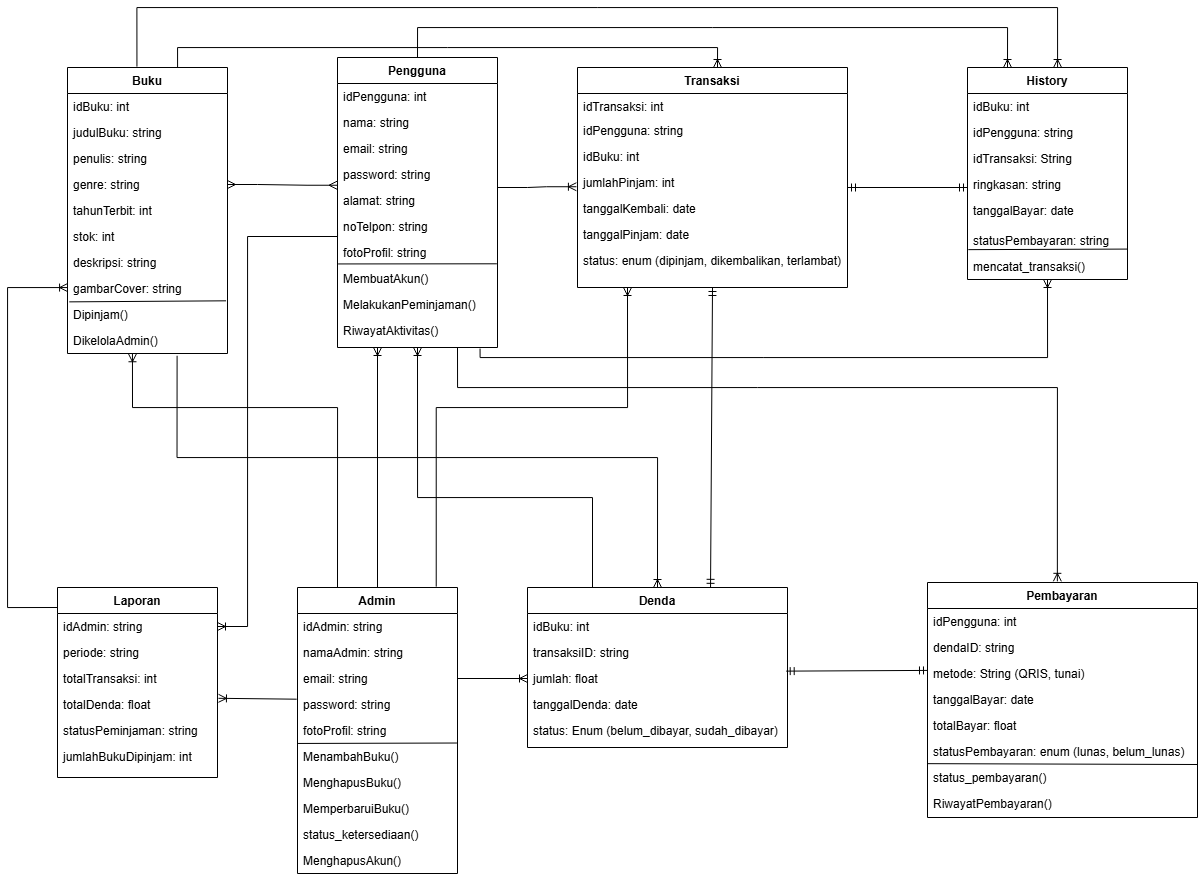 Buku
idBuku: int
judulBuku: string
penulis: string
genre: string
tahunTerbit: int
stok: int
deskripsi: string
gambarCover: string
Dipinjam()
DikelolaAdmin()
Pengguna
idPengguna: int
nama: string
email: string
password: string
alamat: string
noTelpon: string
fotoProfil: string
MembuatAkun()
MelakukanPeminjaman()
RiwayatAktivitas()
Transaksi
idTransaksi: int
idPengguna: string
idBuku: int
jumlahPinjam: int
tanggalKembali: date
tanggalPinjam: date
status: enum (dipinjam, dikembalikan, terlambat)
History
idBuku: int
idPengguna: string
idTransaksi: String
ringkasan: string
tanggalBayar: date
statusPembayaran: string
mencatat_transaksi()
Laporan
idAdmin: string
periode: string
totalTransaksi: int
totalDenda: float
statusPeminjaman: string
jumlahBukuDipinjam: int
Admin
idAdmin: string
namaAdmin: string
email: string
password: string
fotoProfil: string
MenambahBuku()
MenghapusBuku()
MemperbaruiBuku()
status_ketersediaan()
MenghapusAkun()
Denda
idBuku: int
transaksiID: string
jumlah: float
tanggalDenda: date
status: Enum (belum_dibayar, sudah_dibayar)
Pembayaran
idPengguna: int
dendaID: string
metode: String (QRIS, tunai)
tanggalBayar: date
totalBayar: float
statusPembayaran: enum (lunas, belum_lunas)
status_pembayaran()
RiwayatPembayaran()